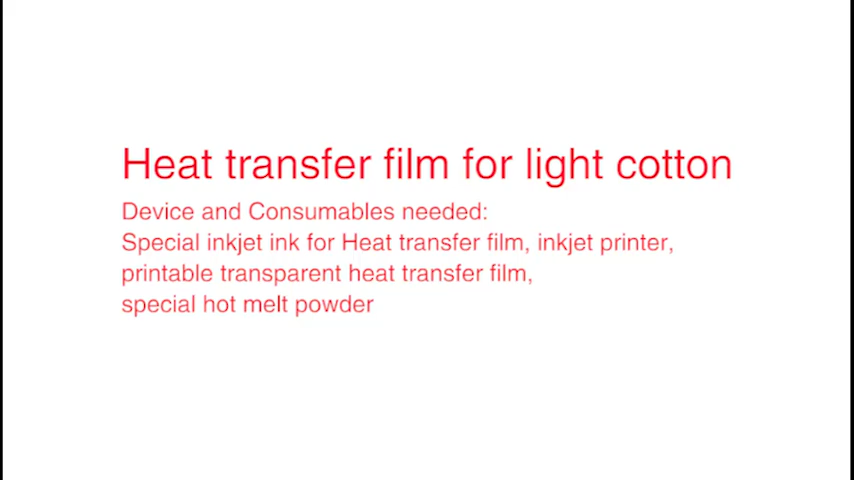 Heat transfer film for light cotton
Device and Consumables needed:
Special inkjet ink for Heat transfer film, inkjet printer,
printable transparent heat transfer film,
special hot melt powder